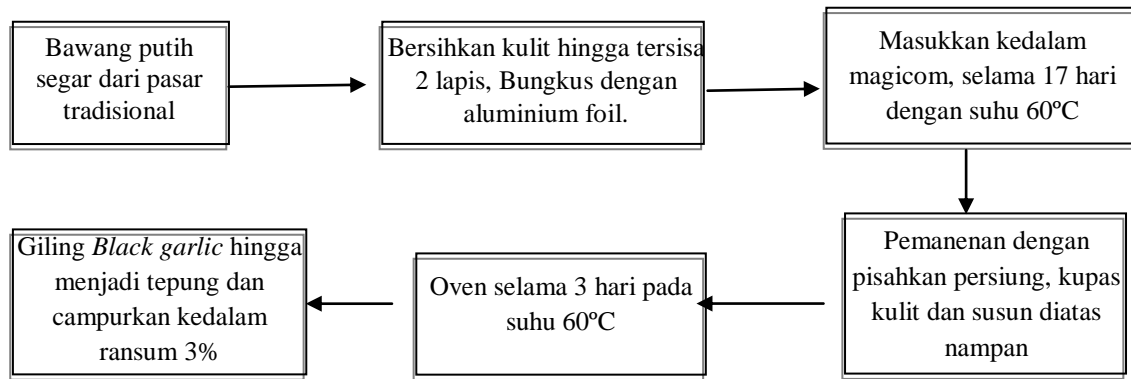 Bawang putih
segar dari pasar
tradisional
Bersihkan kulit hingga tersisa
2 lapis, Bungkus dengan
aluminium foil.
Masukkan kedalam
magicom, selama 17 hari
dengan suhu 60ºC
Pemanenan dengan
pisahkan persiung, kupas
kulit dan susun diatas
nampan
Oven selama 3 hari pada
suhu 60ºC
Giling Black garlic hingga
menjadi tepung dan
campurkan kedalam
ransum 3%